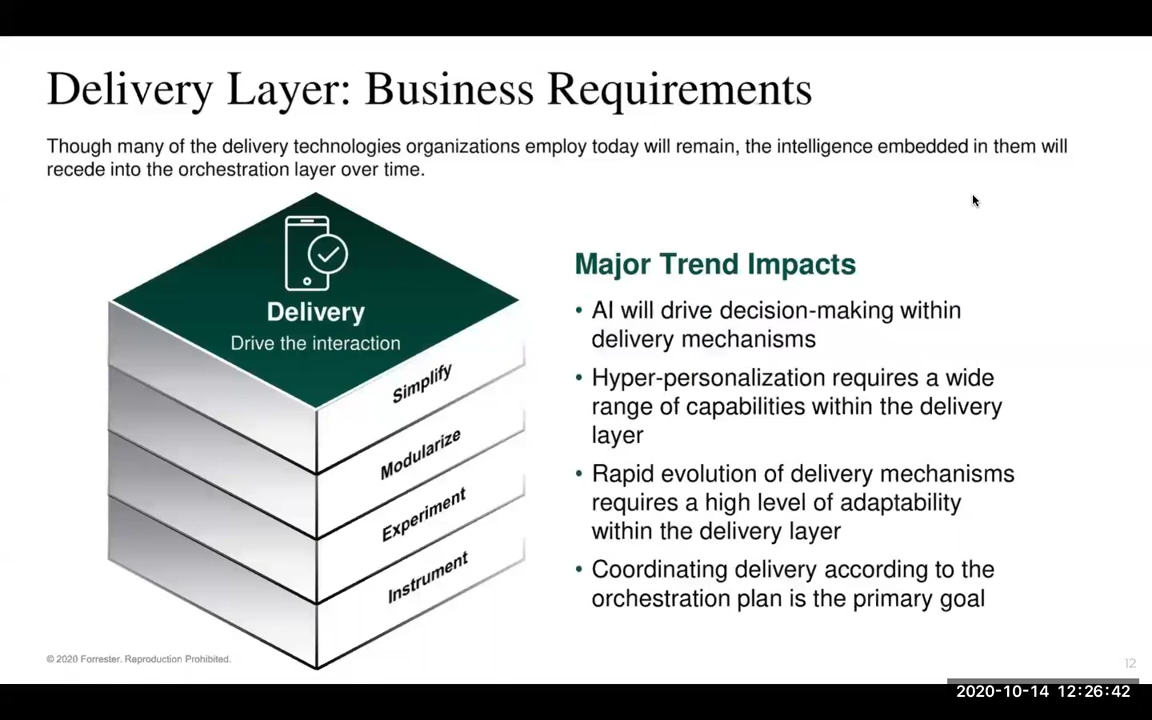 Delivery Layer: Business Requirements
Though many of the delivery technologies organizations employ today will remain, the intelligence embedded in them will
recede into the orchestration layer over time.
Delivery
Drive the interaction
Simplify
Modularize
Experiment
Instrument
Major Trend Impacts
• AI will drive decision-making within
delivery mechanisms
• Hyper-personalization requires a wide
range of capabilities within the delivery
layer
• Rapid evolution of delivery mechanisms
requires a high level of adaptability
within the delivery layer
• Coordinating delivery according to the
orchestration plan is the primary goal
© 2020 Forrester. Reproduction Prohibited.
12
2020-10-14 12:26:42